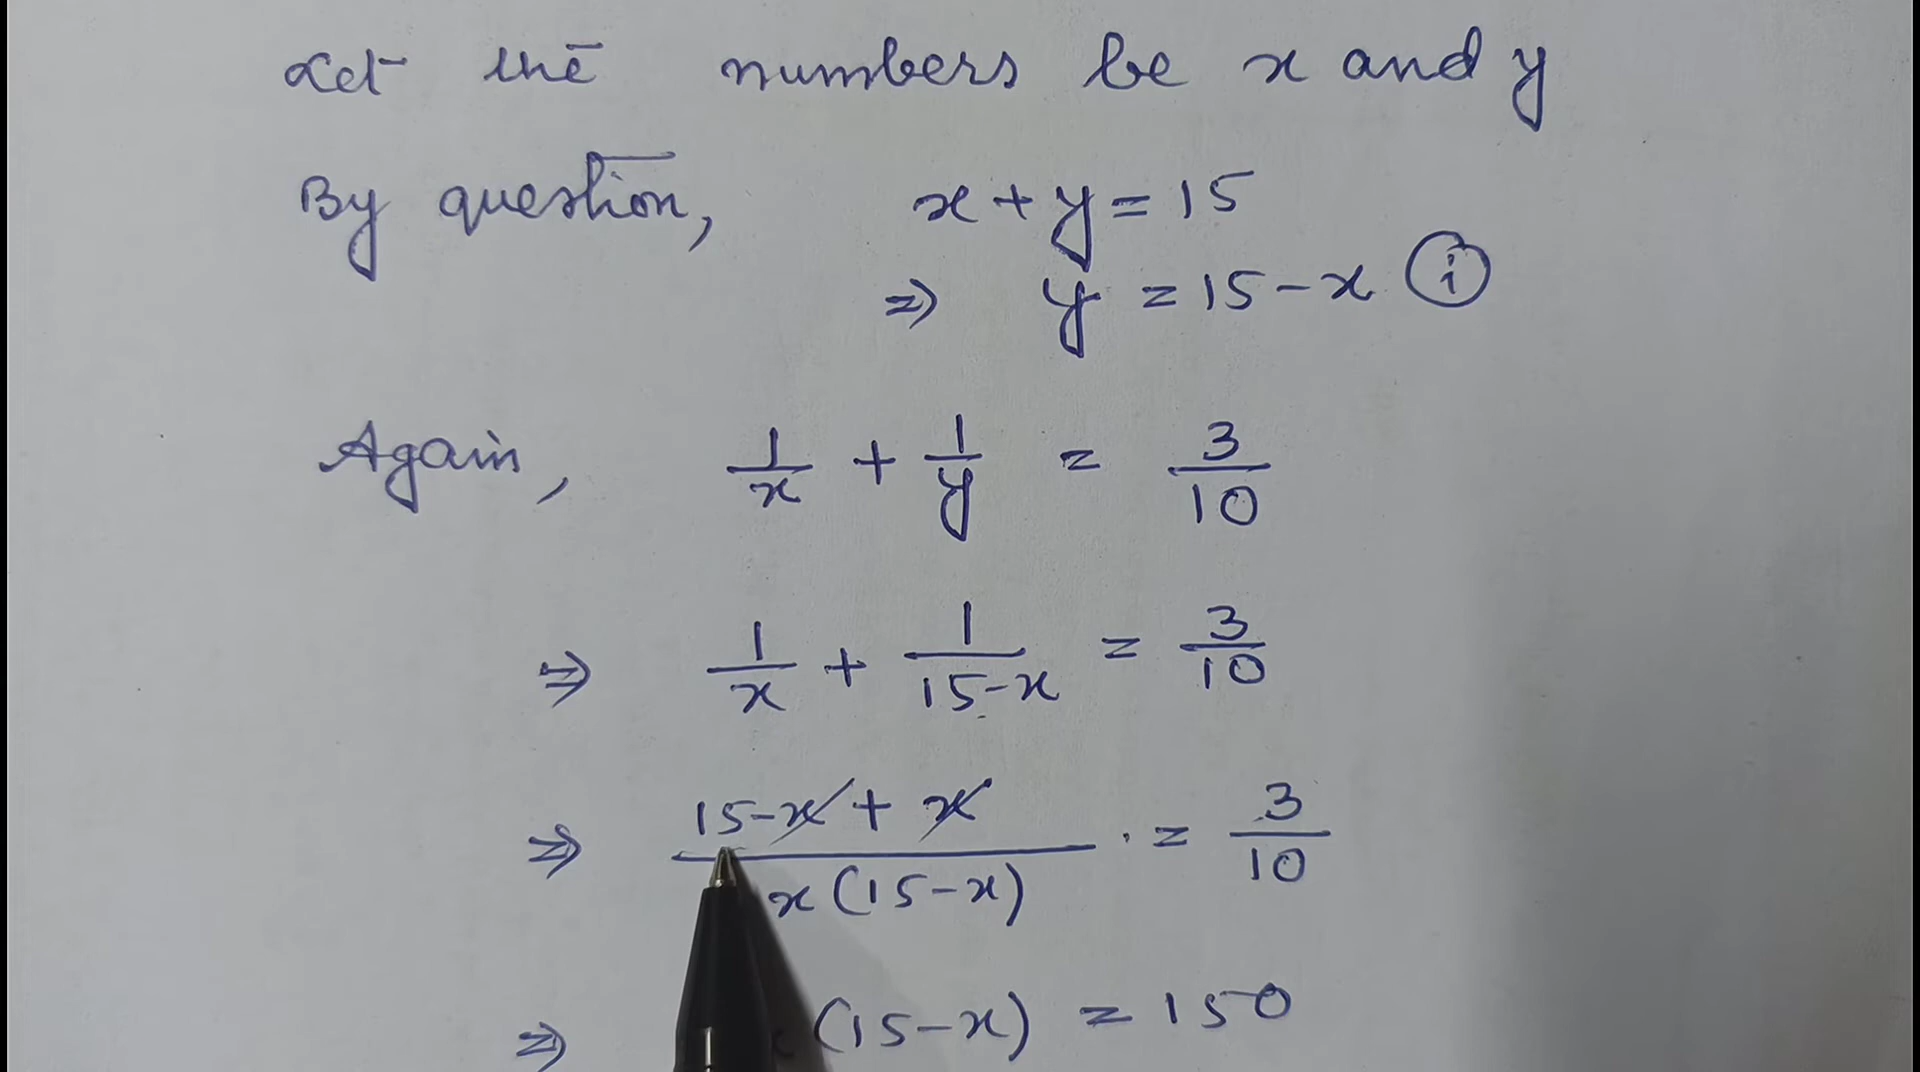 Let the numbers be x and y
By question, x + y = 15
⇒ y = 15 - x (i)
Again, 1/x + 1/y = 3/10
⇒ 1/x + 1/(15-x) = 3/10
⇒ (15-x + x)/(x(15-x)) = 3/10
⇒ x(15-x) = 150